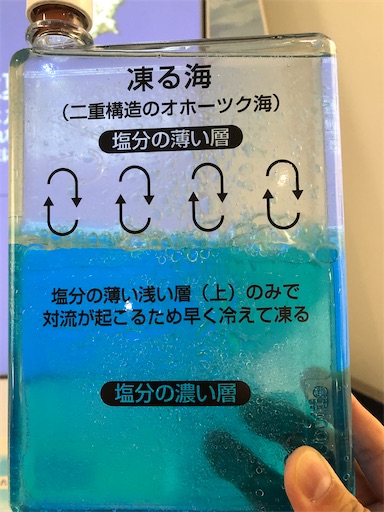 凍る海
（二重構造のオホーツク海）
塩分の薄い層
塩分の薄い浅い層（上）のみで
対流が起こるため早く冷えて凍る
塩分の濃い層